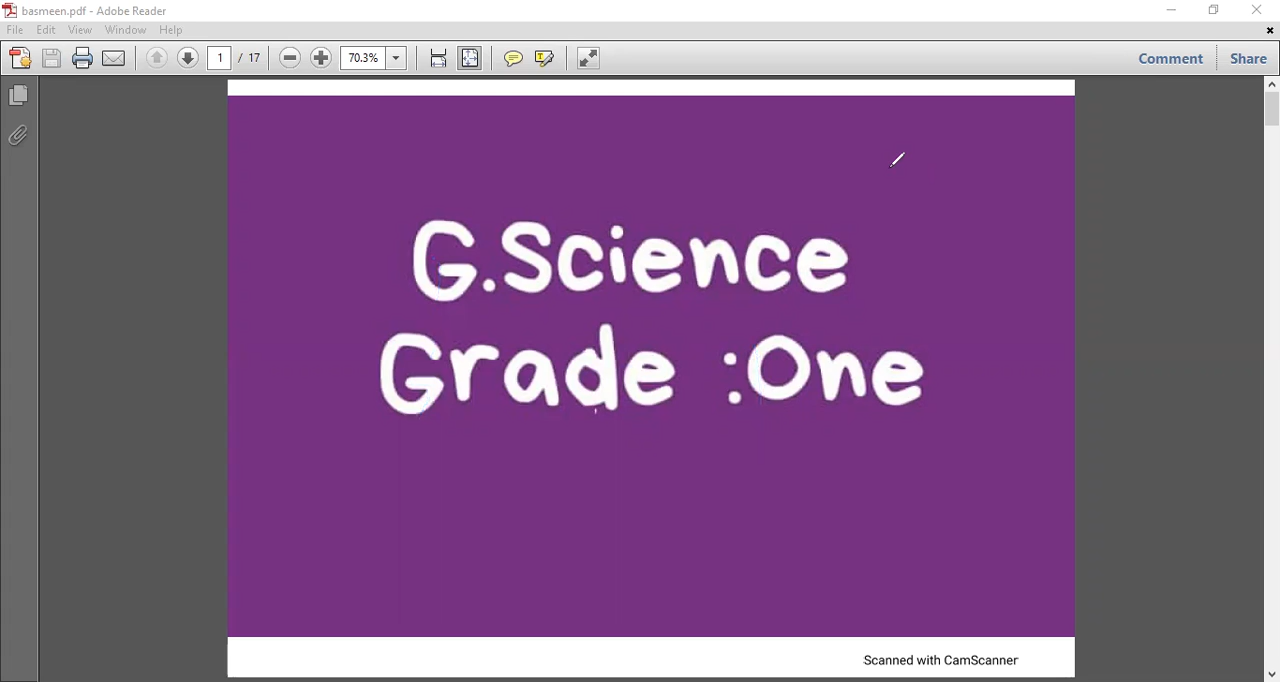 basmeen.pdf - Adobe Reader
File Edit View Window Help
1 / 17 70.3% Comment Share
G.Science
Grade :One
Scanned with CamScanner